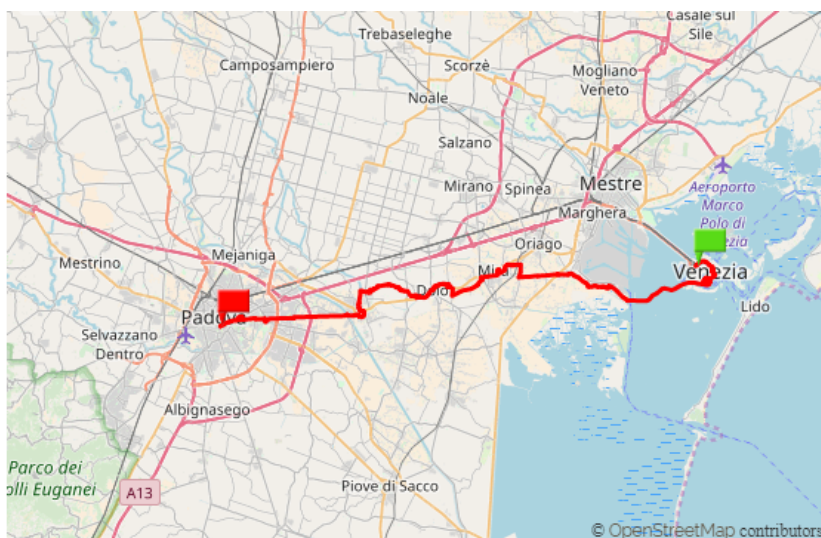 Casale sul
Sile
Trebaseleghe
Camposampiero
Scorzè
Mogliano
Veneto
Noale
Salzano
Mirano
Spinea
Mestre
Aeroporto
Marco
Polo di
Marghera
Oriago
Mejaniga
Mestrino
Mira
Venezia
Dolo
Lido
Padova
Selvazzano
Dentro
Albignasego
Parco dei
olli Euganei
A13
Piove di Sacco
© OpenStreetMap contributors